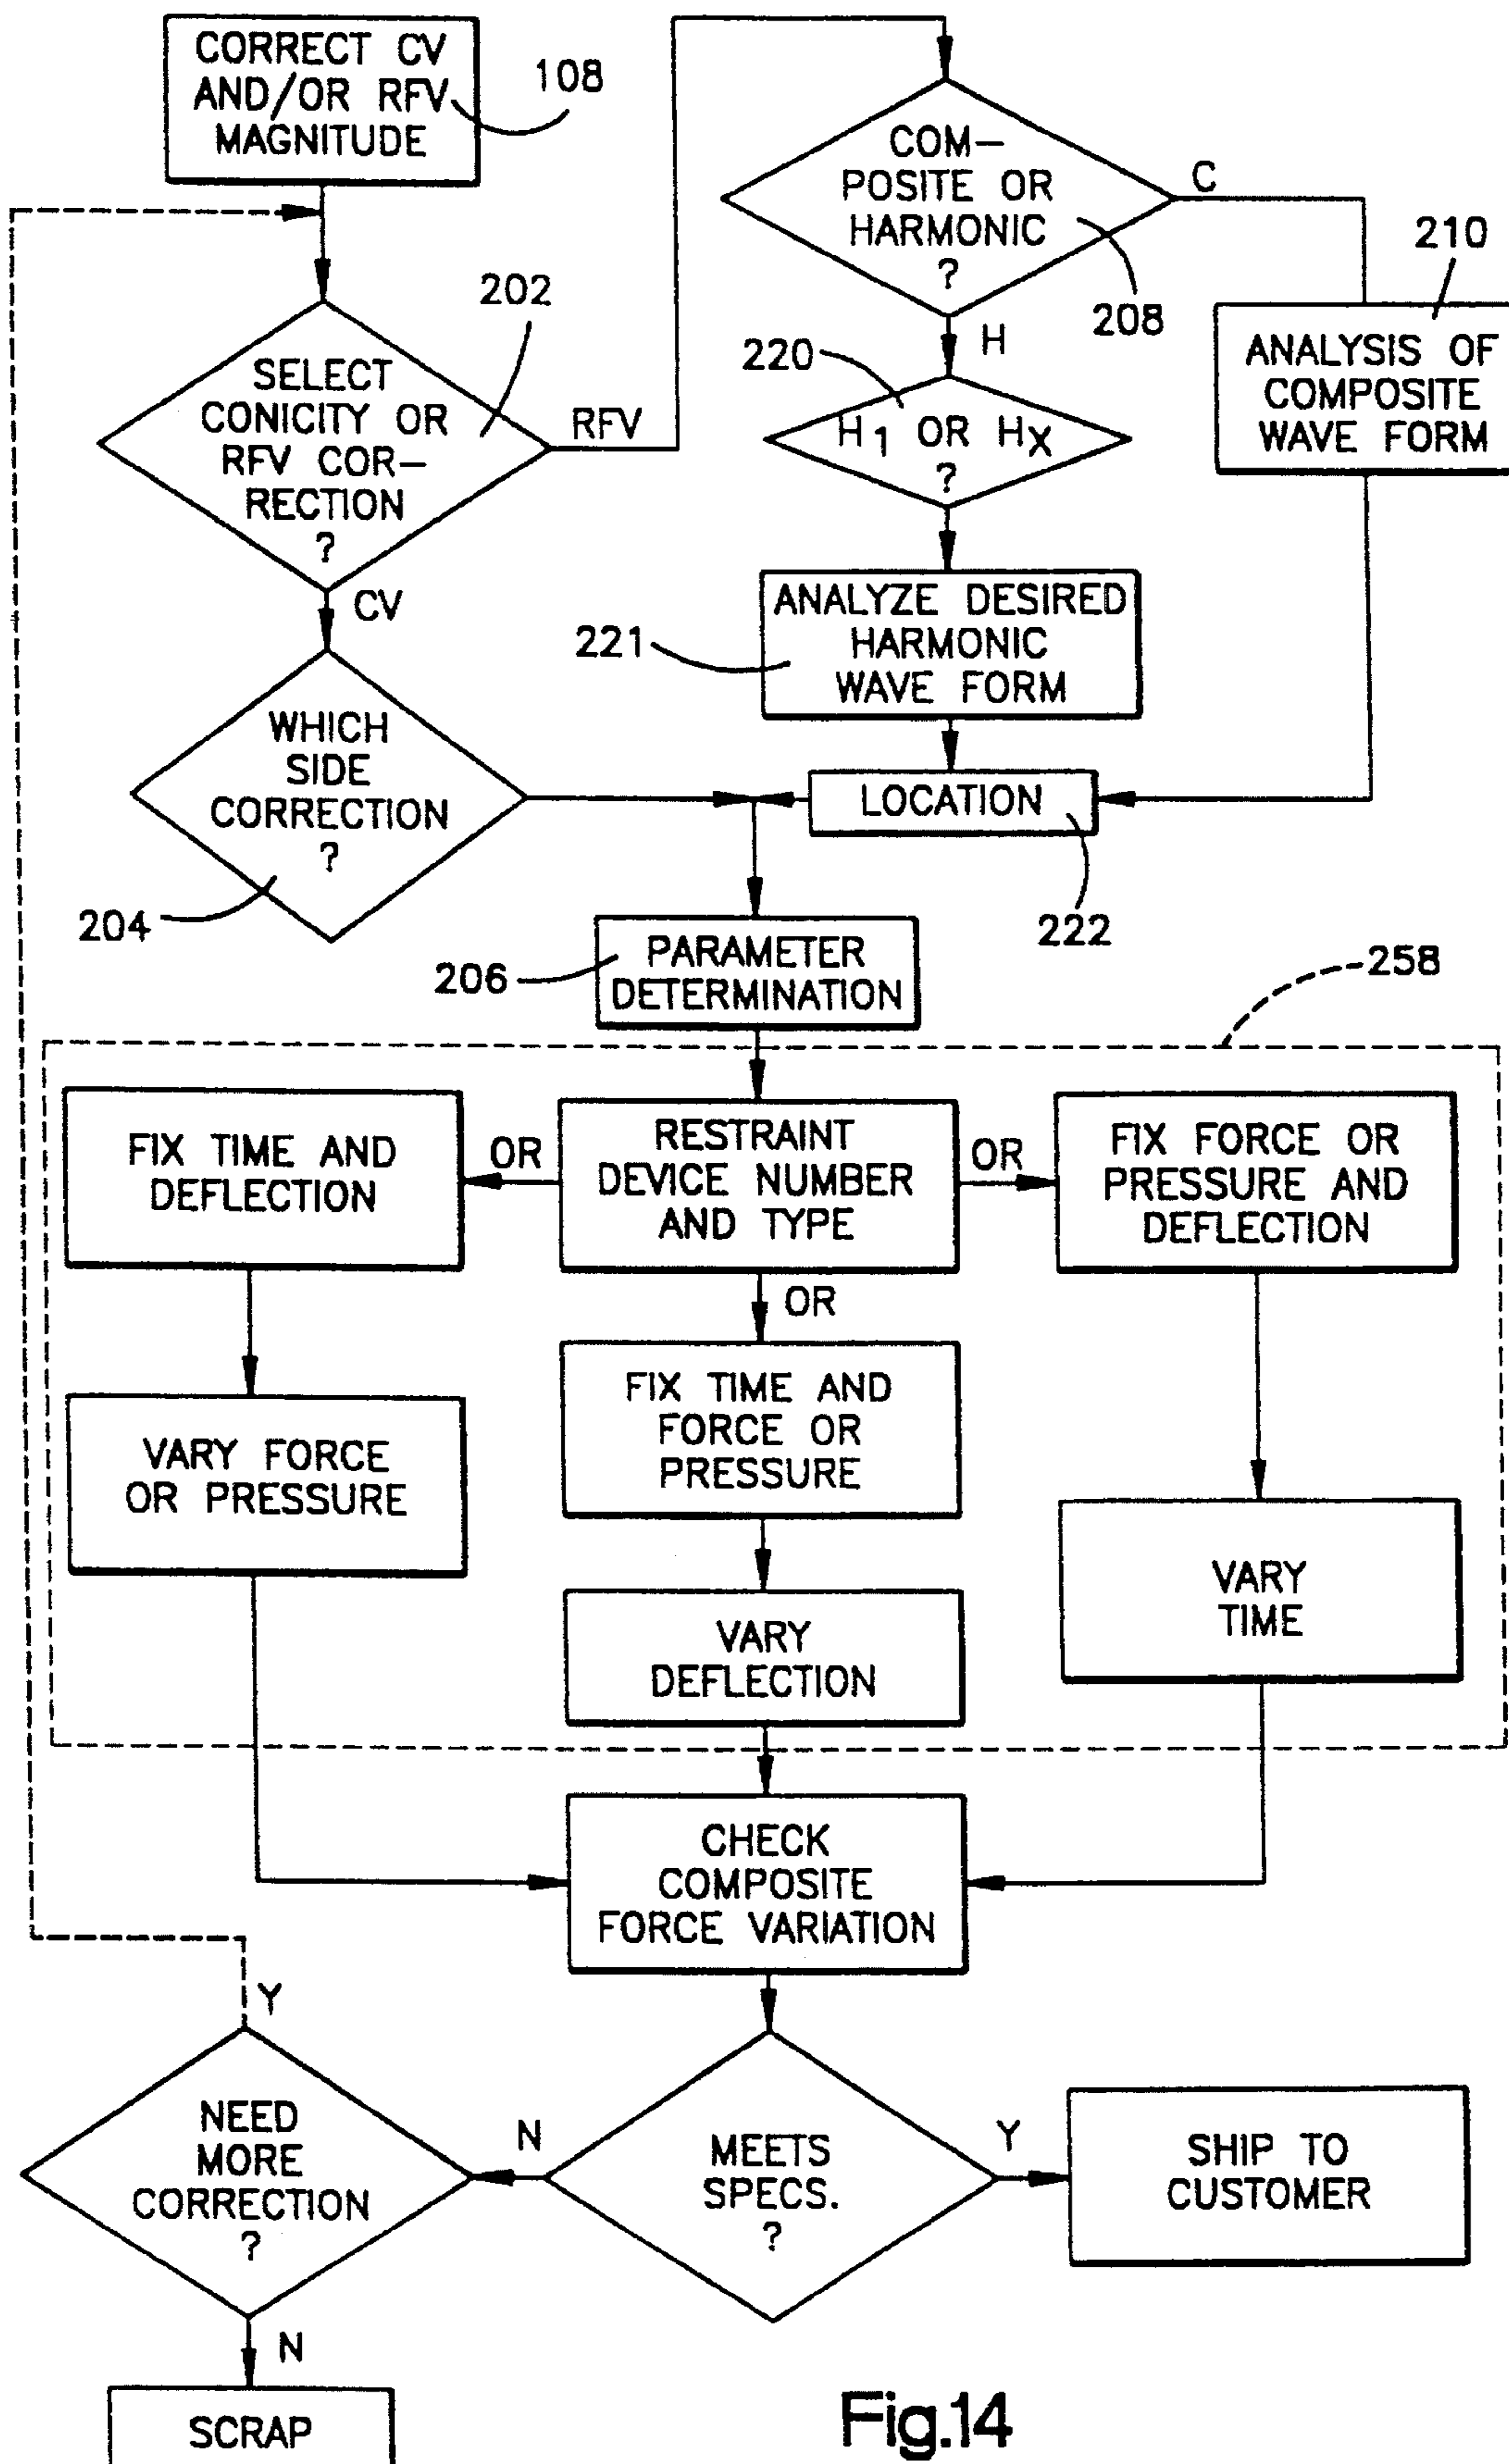 CORRECT CV
AND/OR RFV
MAGNITUDE
108
COM-
POSITE OR
HARMONIC
?
C
208
210
ANALYSIS OF
COMPOSITE
WAVE FORM
202
SELECT
CONICITY OR
RFV COR-
RECTION
?
RFV
CV
H
220
H1 OR HX
?
221
ANALYZE DESIRED
HARMONIC
WAVE FORM
WHICH
SIDE
CORRECTION
?
204
LOCATION
222
206
PARAMETER
DETERMINATION
258
FIX TIME AND
DEFLECTION
OR
RESTRAINT
DEVICE NUMBER
AND TYPE
OR
FIX FORCE OR
PRESSURE AND
DEFLECTION
OR
VARY FORCE
OR PRESSURE
FIX TIME AND
FORCE OR
PRESSURE
VARY
TIME
VARY
DEFLECTION
CHECK
COMPOSITE
FORCE VARIATION
Y
NEED
MORE
CORRECTION
?
N
MEETS
SPECS.
?
Y
SHIP TO
CUSTOMER
N
SCRAP
Fig.14